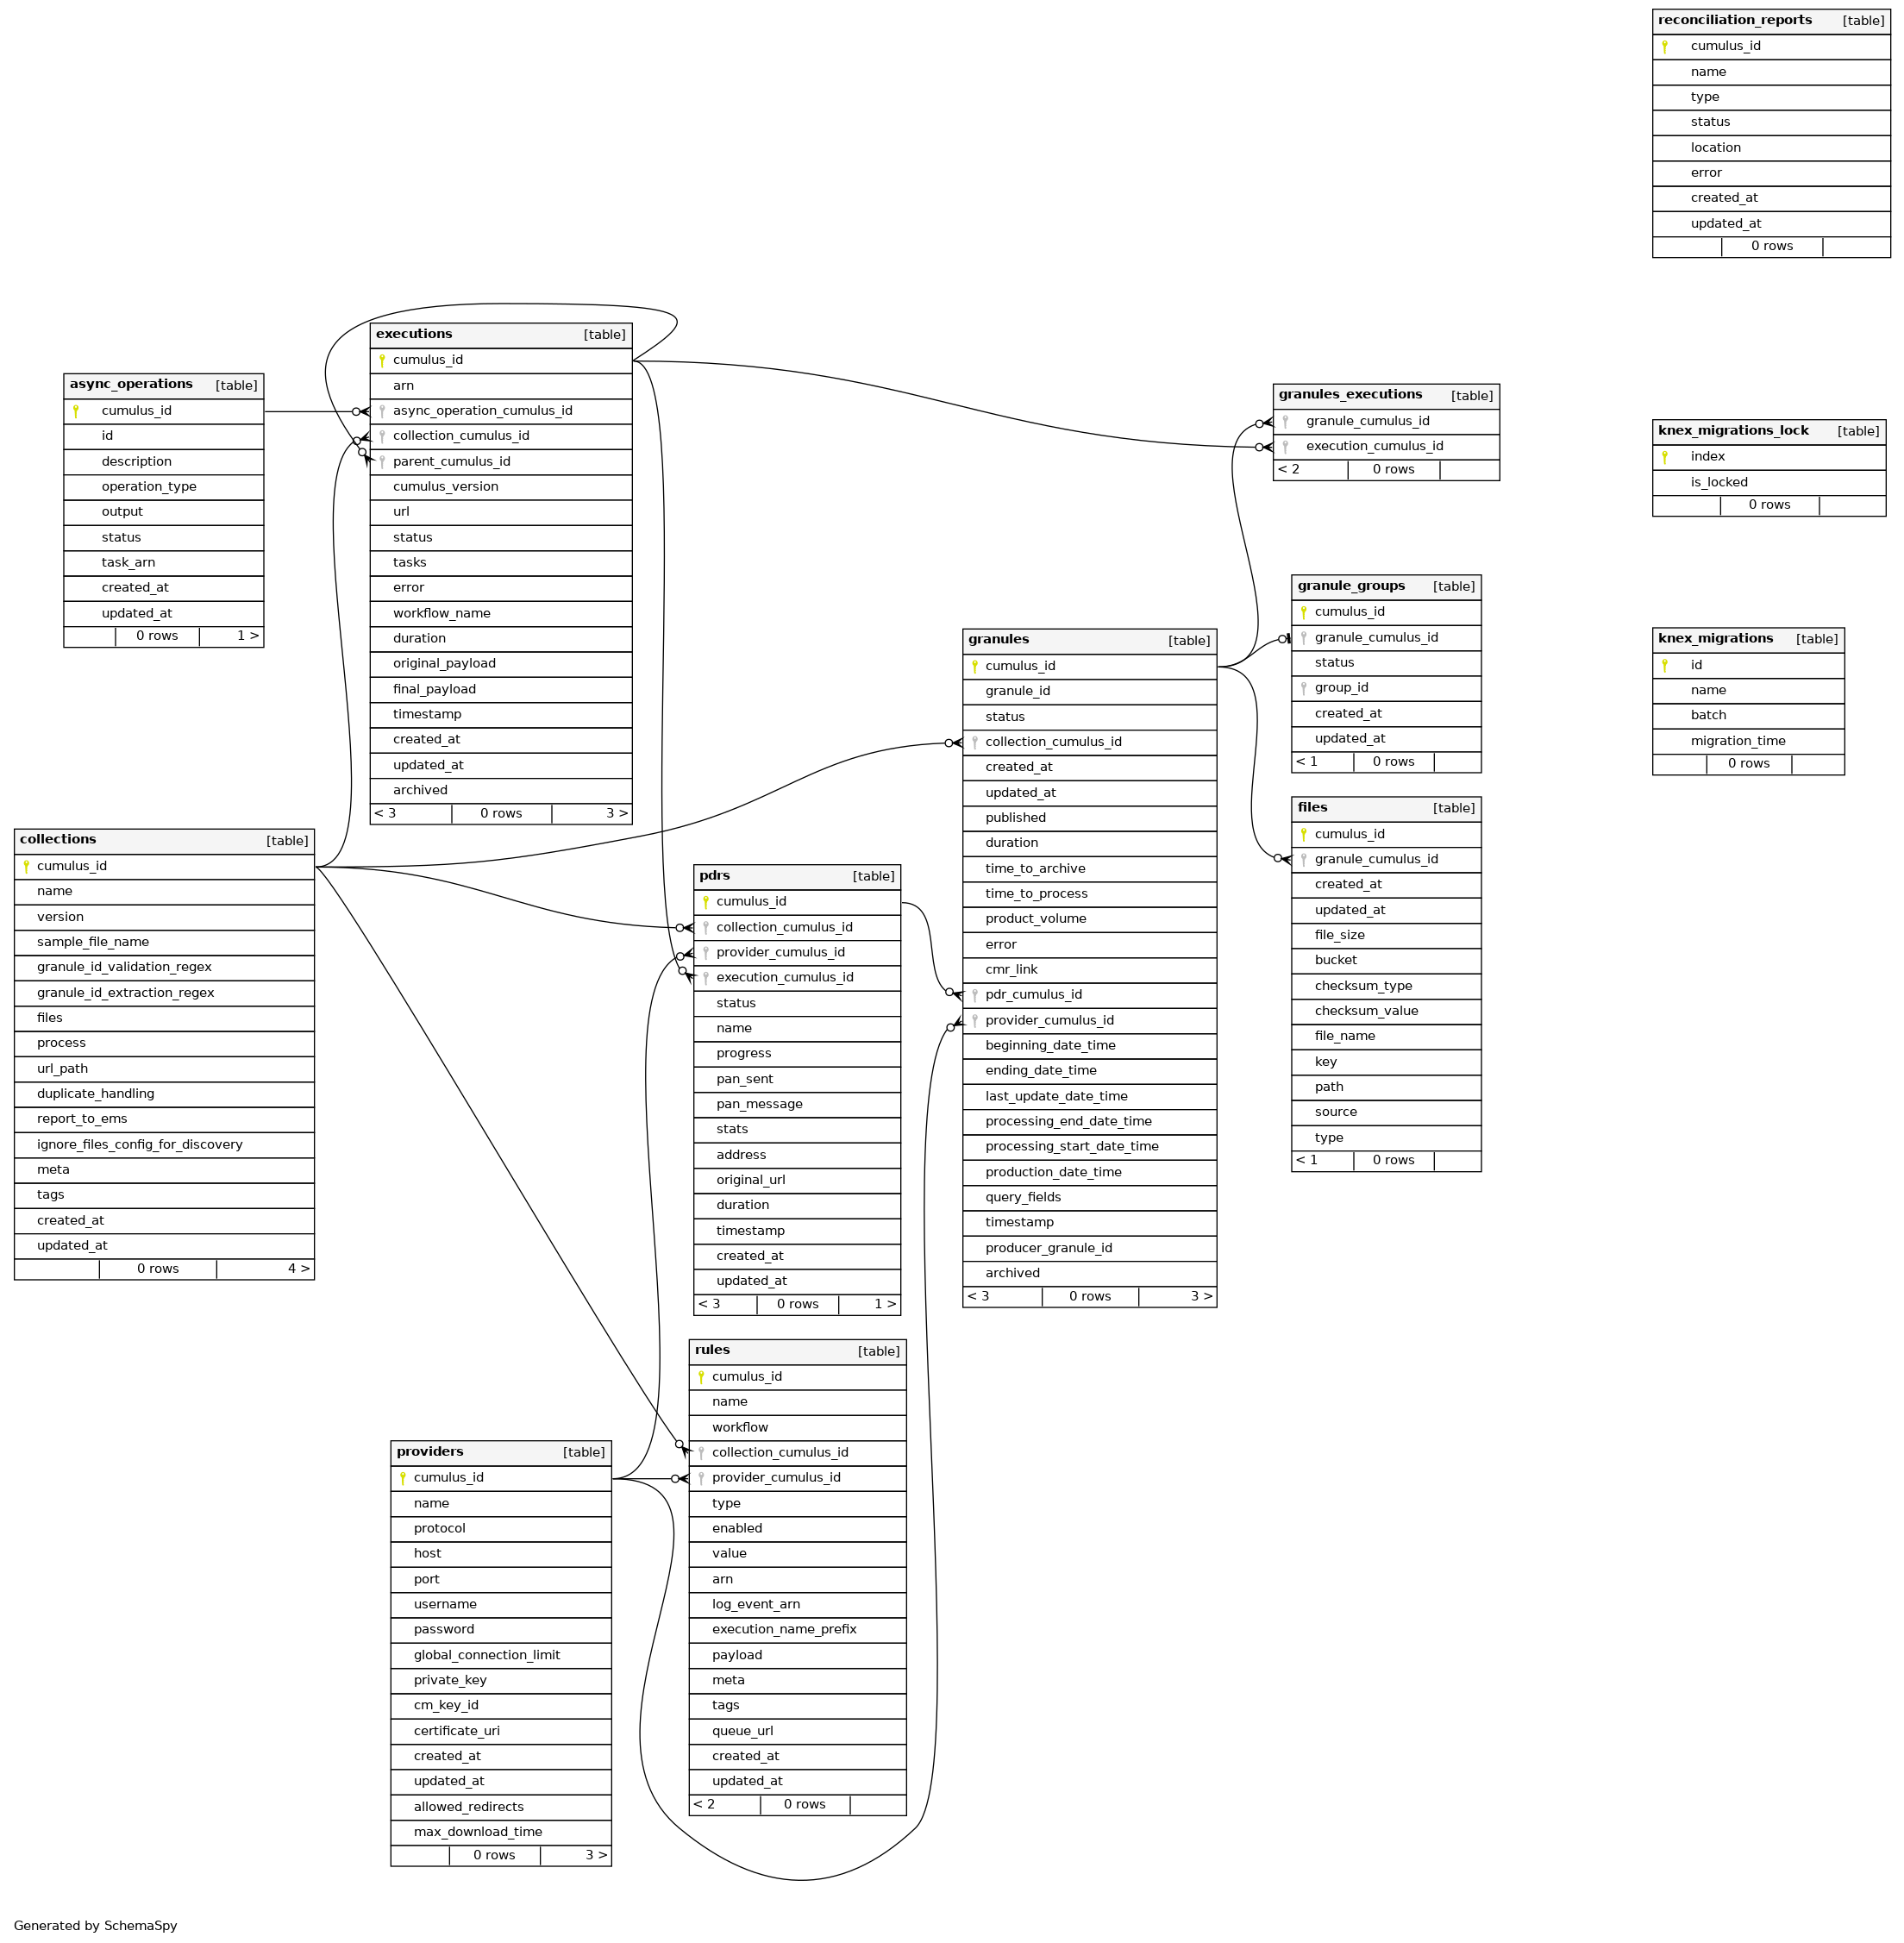 reconciliation_reports [table]
cumulus_id
name
type
status
location
error
created_at
updated_at
0 rows
executions [table]
cumulus_id
arn
async_operation_cumulus_id
collection_cumulus_id
parent_cumulus_id
cumulus_version
url
status
tasks
error
workflow_name
duration
original_payload
final_payload
timestamp
created_at
updated_at
archived
< 3 0 rows 3 >
async_operations [table]
cumulus_id
id
description
operation_type
output
status
task_arn
created_at
updated_at
0 rows 1 >
granules_executions [table]
granule_cumulus_id
execution_cumulus_id
< 2 0 rows
knex_migrations_lock [table]
index
is_locked
0 rows
granule_groups [table]
cumulus_id
granule_cumulus_id
status
group_id
created_at
updated_at
< 1 0 rows
knex_migrations [table]
id
name
batch
migration_time
0 rows
granules [table]
cumulus_id
granule_id
status
collection_cumulus_id
created_at
updated_at
published
duration
time_to_archive
time_to_process
product_volume
error
cmr_link
pdr_cumulus_id
provider_cumulus_id
beginning_date_time
ending_date_time
last_update_date_time
processing_end_date_time
processing_start_date_time
production_date_time
query_fields
timestamp
producer_granule_id
archived
< 3 0 rows 3 >
files [table]
cumulus_id
granule_cumulus_id
created_at
updated_at
file_size
bucket
checksum_type
checksum_value
file_name
key
path
source
type
< 1 0 rows
collections [table]
cumulus_id
name
version
sample_file_name
granule_id_validation_regex
granule_id_extraction_regex
files
process
url_path
duplicate_handling
report_to_ems
ignore_files_config_for_discovery
meta
tags
created_at
updated_at
0 rows 4 >
pdrs [table]
cumulus_id
collection_cumulus_id
provider_cumulus_id
execution_cumulus_id
status
name
progress
pan_sent
pan_message
stats
address
original_url
duration
timestamp
created_at
updated_at
< 3 0 rows 1 >
rules [table]
cumulus_id
name
workflow
collection_cumulus_id
provider_cumulus_id
type
enabled
value
arn
log_event_arn
execution_name_prefix
payload
meta
tags
queue_url
created_at
updated_at
< 2 0 rows
providers [table]
cumulus_id
name
protocol
host
port
username
password
global_connection_limit
private_key
cm_key_id
certificate_uri
created_at
updated_at
allowed_redirects
max_download_time
0 rows 3 >
Generated by SchemaSpy